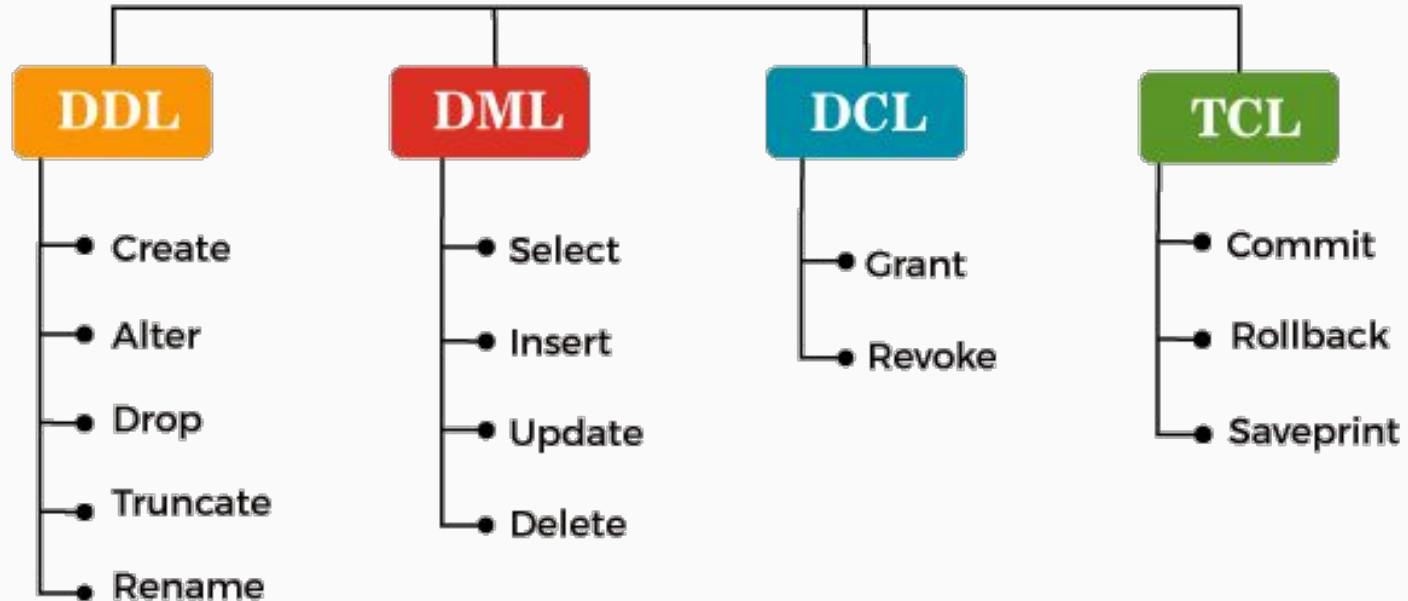 DDL
Create
Alter
Drop
Truncate
Rename
DML
Select
Insert
Update
Delete
DCL
Grant
Revoke
TCL
Commit
Rollback
Saveprint